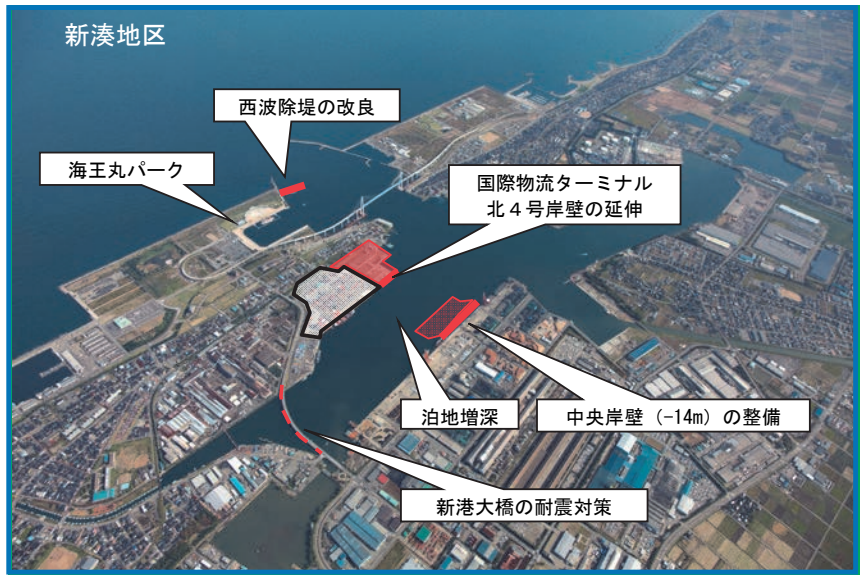 新湊地区
西波除堤の改良
海王丸パーク
国際物流ターミナル
北４号岸壁の延伸
泊地増深
中央岸壁（-14m）の整備
新港大橋の耐震対策